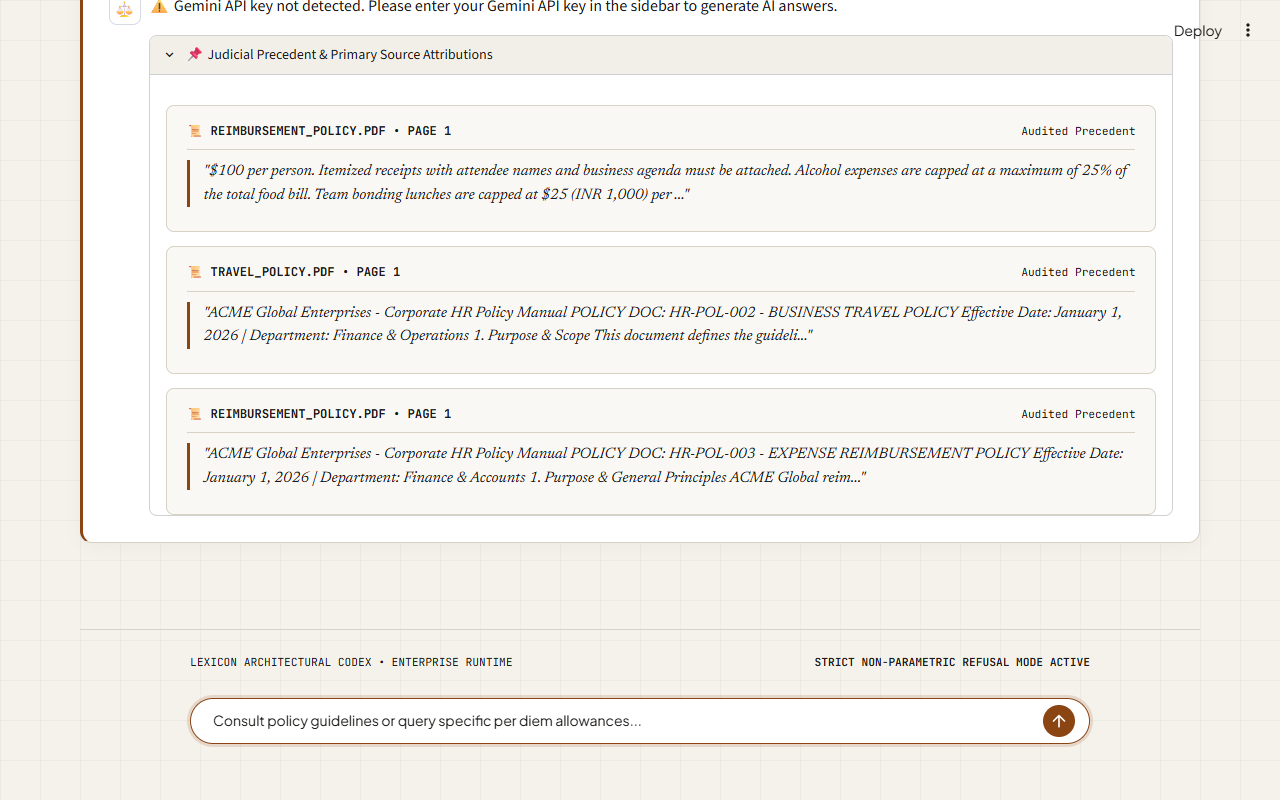 ⚠️ Gemini API key not detected. Please enter your Gemini API key in the sidebar to generate AI answers.
Deploy
📌 Judicial Precedent & Primary Source Attributions
📜 REIMBURSEMENT_POLICY.PDF • PAGE 1
Audited Precedent
"$100 per person. Itemized receipts with attendee names and business agenda must be attached. Alcohol expenses are capped at a maximum of 25% of
the total food bill. Team bonding lunches are capped at $25 (INR 1,000) per ..."
📜 TRAVEL_POLICY.PDF • PAGE 1
Audited Precedent
"ACME Global Enterprises - Corporate HR Policy Manual POLICY DOC: HR-POL-002 - BUSINESS TRAVEL POLICY Effective Date: January 1,
2026 | Department: Finance & Operations 1. Purpose & Scope This document defines the guideli..."
📜 REIMBURSEMENT_POLICY.PDF • PAGE 1
Audited Precedent
"ACME Global Enterprises - Corporate HR Policy Manual POLICY DOC: HR-POL-003 - EXPENSE REIMBURSEMENT POLICY Effective Date:
January 1, 2026 | Department: Finance & Accounts 1. Purpose & General Principles ACME Global reim..."
LEXICON ARCHITECTURAL CODEX • ENTERPRISE RUNTIME
STRICT NON-PARAMETRIC REFUSAL MODE ACTIVE
Consult policy guidelines or query specific per diem allowances...